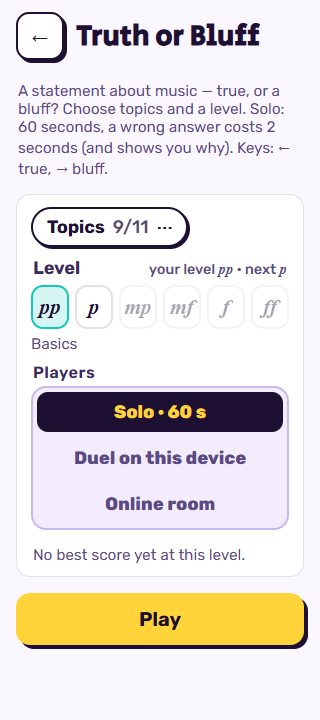 ← Truth or Bluff
A statement about music — true, or a
bluff? Choose topics and a level. Solo:
60 seconds, a wrong answer costs 2
seconds (and shows you why). Keys: ←
true, → bluff.
Topics 9/11 ···
Level your level pp · next p
pp p mp mf f ff
Basics
Players
Solo · 60 s
Duel on this device
Online room
No best score yet at this level.
Play